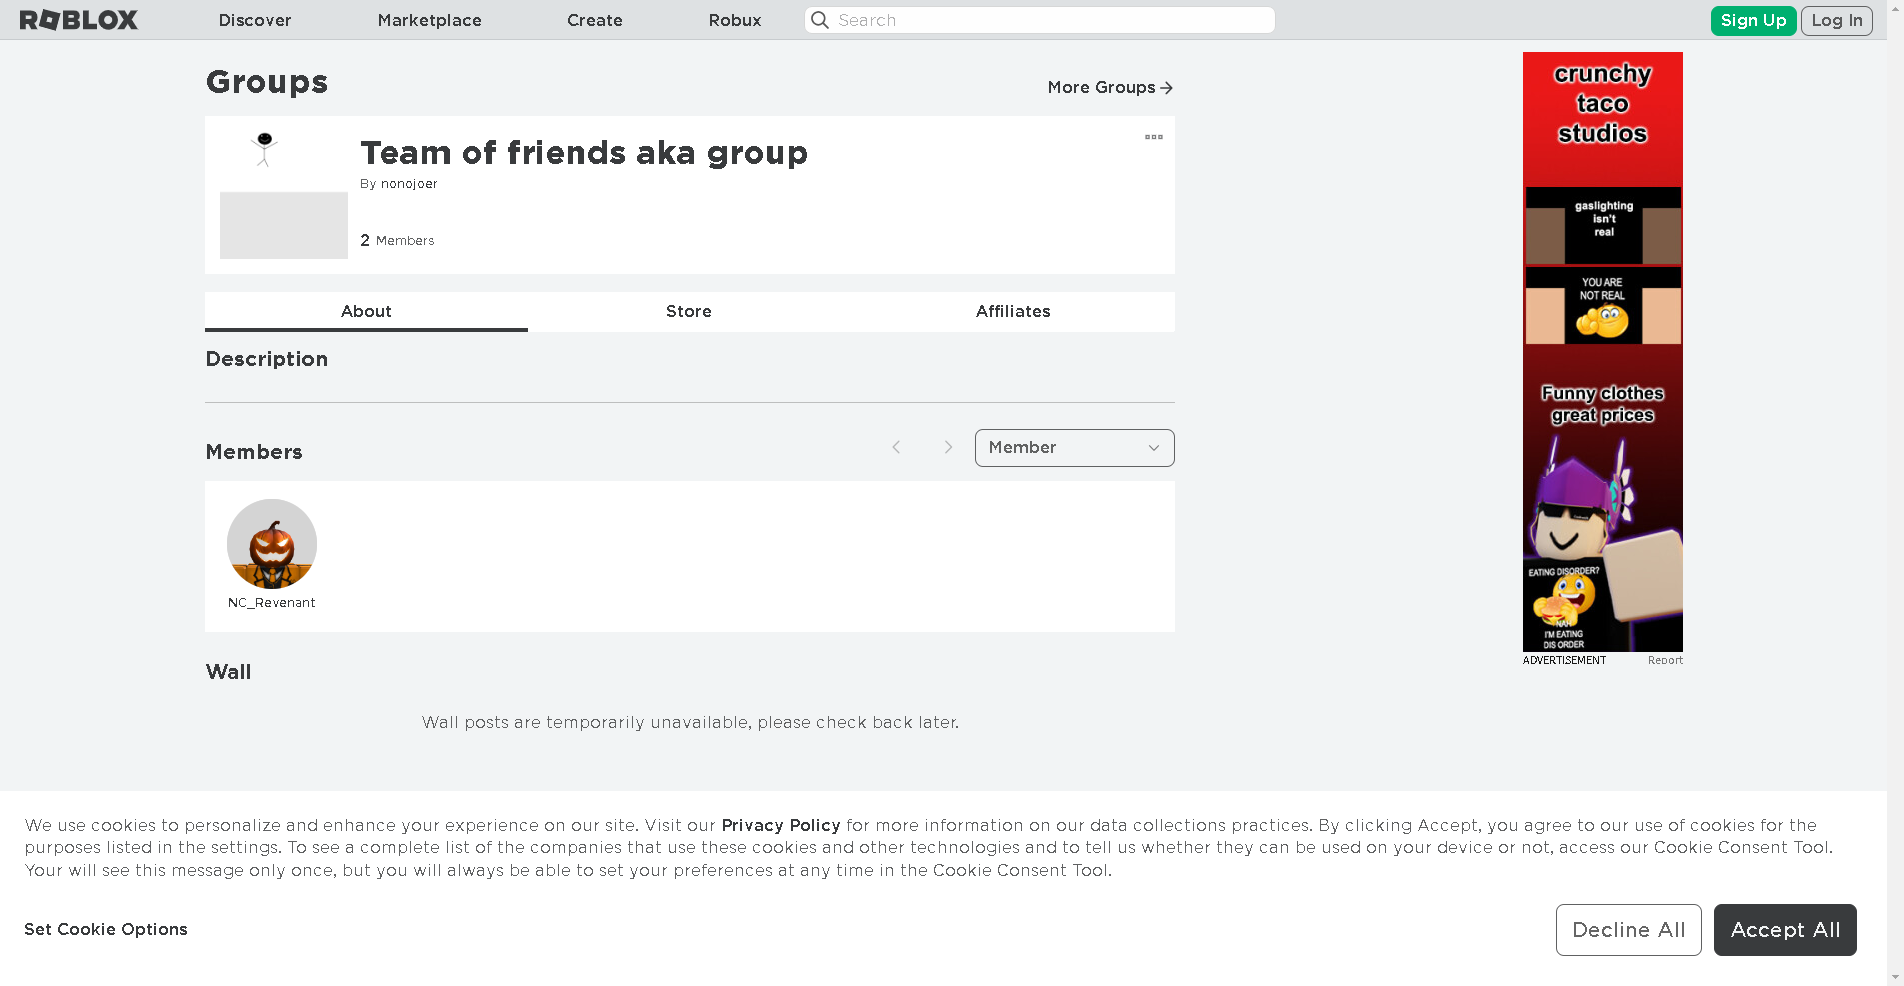 ROBLOX
Discover
Marketplace
Create
Robux
Search
Sign Up
Log In
Groups
More Groups
Team of friends aka group
By nonojoer
2 Members
About
Store
Affiliates
Description
Members
Member
NC_Revenant
Wall
Wall posts are temporarily unavailable, please check back later.
crunchy
taco
studios
gaslighting
isn't
real
YOU ARE
NOT REAL
Funny clothes
great prices
EATING DISORDER?
NAH
I'M EATING
DIS ORDER
ADVERTISEMENT
Report
We use cookies to personalize and enhance your experience on our site. Visit our Privacy Policy for more information on our data collections practices. By clicking Accept, you agree to our use of cookies for the
purposes listed in the settings. To see a complete list of the companies that use these cookies and other technologies and to tell us whether they can be used on your device or not, access our Cookie Consent Tool.
Your will see this message only once, but you will always be able to set your preferences at any time in the Cookie Consent Tool.
Set Cookie Options
Decline All
Accept All